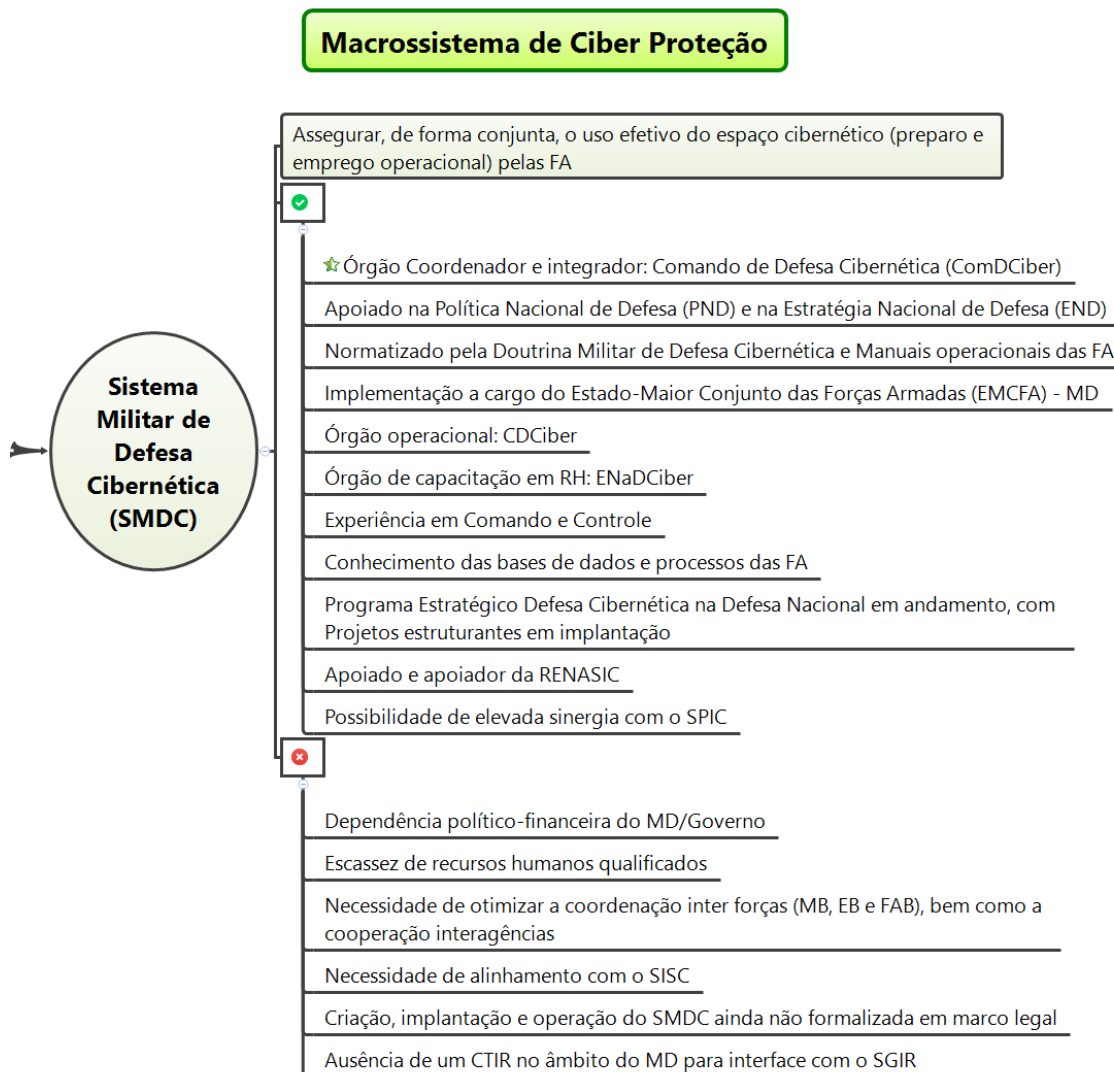 Macrossistema de Ciber Proteção
Assegurar, de forma conjunta, o uso efetivo do espaço cibernético (preparo e
emprego operacional) pelas FA
Órgão Coordenador e integrador: Comando de Defesa Cibernética (ComDCiber)
Apoiado na Política Nacional de Defesa (PND) e na Estratégia Nacional de Defesa (END)
Normatizado pela Doutrina Militar de Defesa Cibernética e Manuais operacionais das FA
Implementação a cargo do Estado-Maior Conjunto das Forças Armadas (EMCFA) - MD
Órgão operacional: CDCiber
Órgão de capacitação em RH: ENaDCiber
Experiência em Comando e Controle
Conhecimento das bases de dados e processos das FA
Programa Estratégico Defesa Cibernética na Defesa Nacional em andamento, com
Projetos estruturantes em implantação
Apoiado e apoiador da RENASIC
Possibilidade de elevada sinergia com o SPIC
Sistema
Militar de
Defesa
Cibernética
(SMDC)
Dependência político-financeira do MD/Governo
Escassez de recursos humanos qualificados
Necessidade de otimizar a coordenação inter forças (MB, EB e FAB), bem como a
cooperação interagências
Necessidade de alinhamento com o SISC
Criação, implantação e operação do SMDC ainda não formalizada em marco legal
Ausência de um CTIR no âmbito do MD para interface com o SGIR